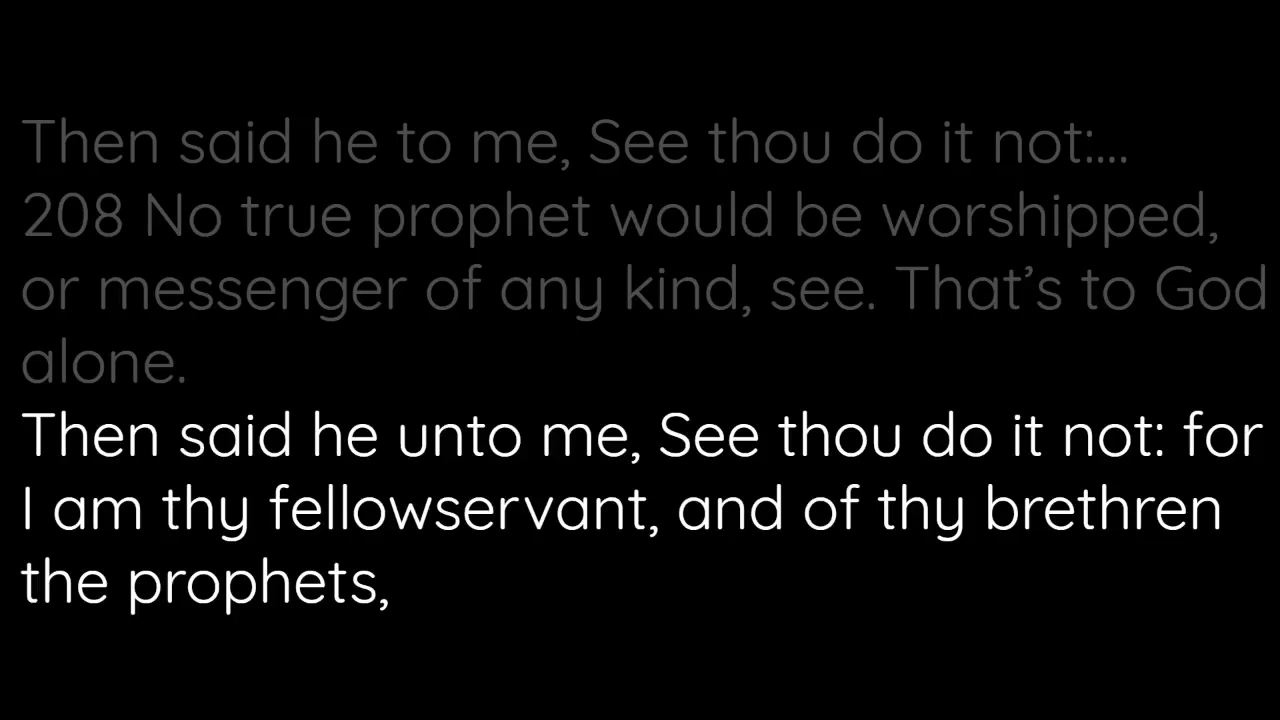 Then said he to me, See thou do it not:...
208 No true prophet would be worshipped,
or messenger of any kind, see. That’s to God
alone.
Then said he unto me, See thou do it not: for
I am thy fellowservant, and of thy brethren
the prophets,